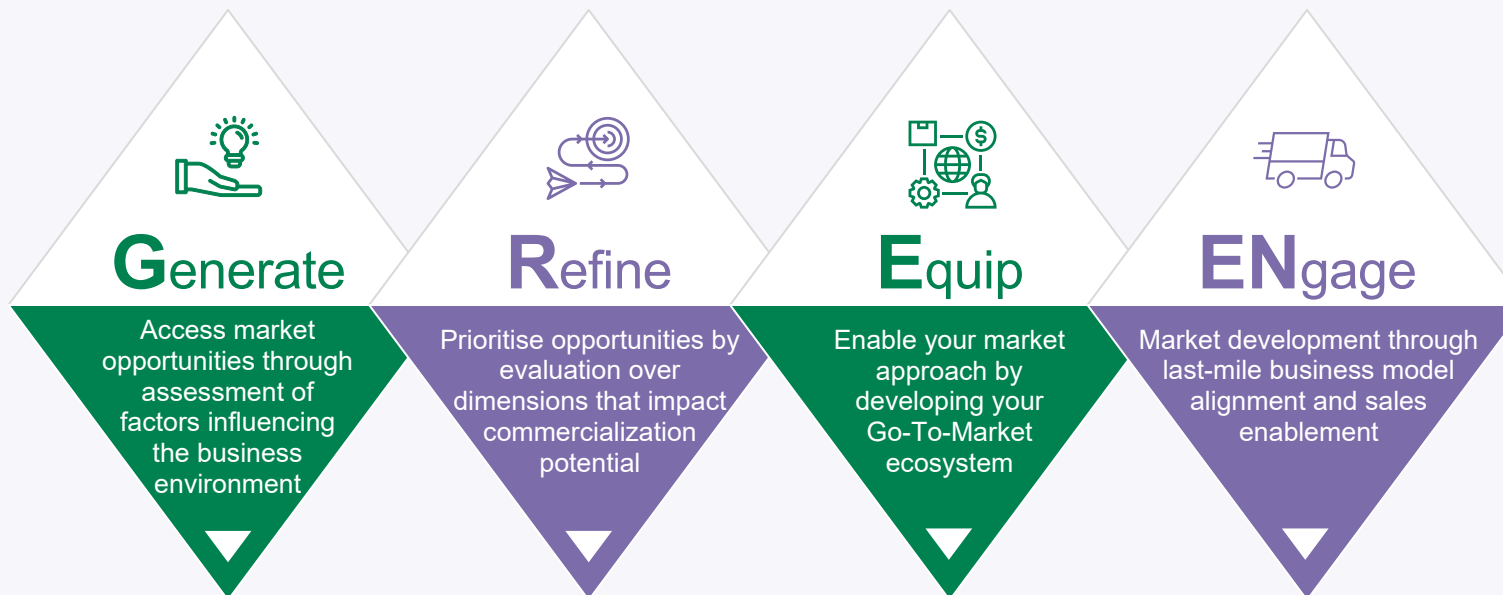 Generate
Access market
opportunities through
assessment of
factors influencing
the business
environment
Refine
Prioritise opportunities by
evaluation over
dimensions that impact
commercialization
potential
Equip
Enable your market
approach by
developing your
Go-To-Market
ecosystem
ENgage
Market development through
last-mile business model
alignment and sales
enablement